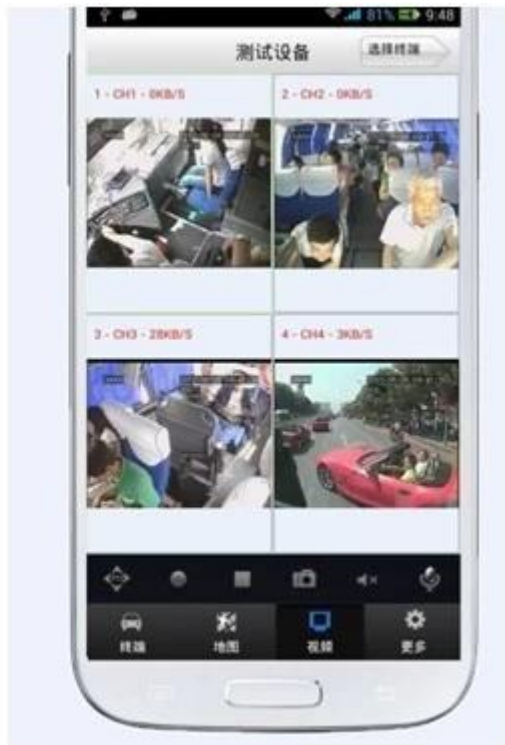 81% 9:48
测试设备 选择终端
1 - CH1 - 0KB/S 2 - CH2 - 0KB/S
3 - CH3 - 28KB/S 4 - CH4 - 3KB/S
终端 地图 视频 更多